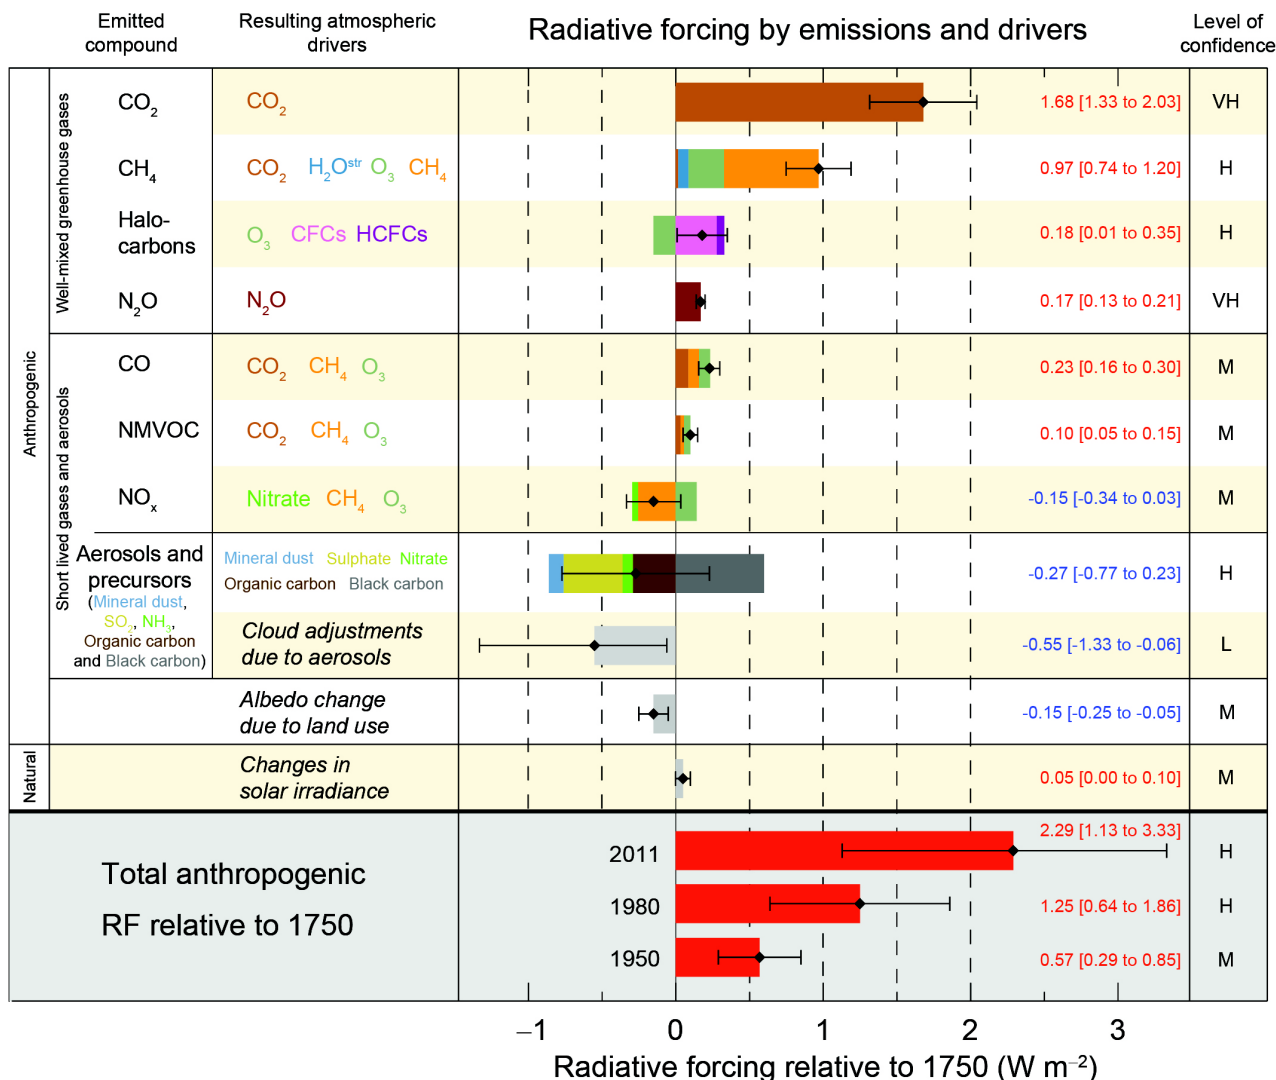 Emitted compound
Resulting atmospheric drivers
Radiative forcing by emissions and drivers
Level of confidence
Anthropogenic
Well-mixed greenhouse gases
CO₂
CO₂
1.68 [1.33 to 2.03]
VH
CH₄
CO₂ H₂Oˢᵗʳ O₃ CH₄
0.97 [0.74 to 1.20]
H
Halo-
carbons
O₃ CFCs HCFCs
0.18 [0.01 to 0.35]
H
N₂O
N₂O
0.17 [0.13 to 0.21]
VH
Short lived gases and aerosols
CO
CO₂ CH₄ O₃
0.23 [0.16 to 0.30]
M
NMVOC
CO₂ CH₄ O₃
0.10 [0.05 to 0.15]
M
NOₓ
Nitrate CH₄ O₃
-0.15 [-0.34 to 0.03]
M
Aerosols and
precursors
(Mineral dust,
SO₂, NH₃,
Organic carbon
and Black carbon)
Mineral dust Sulphate Nitrate
Organic carbon Black carbon
-0.27 [-0.77 to 0.23]
H
Cloud adjustments
due to aerosols
-0.55 [-1.33 to -0.06]
L
Albedo change
due to land use
-0.15 [-0.25 to -0.05]
M
Natural
Changes in
solar irradiance
0.05 [0.00 to 0.10]
M
Total anthropogenic
RF relative to 1750
2011
2.29 [1.13 to 3.33]
H
1980
1.25 [0.64 to 1.86]
H
1950
0.57 [0.29 to 0.85]
M
−1 0 1 2 3
Radiative forcing relative to 1750 (W m⁻²)